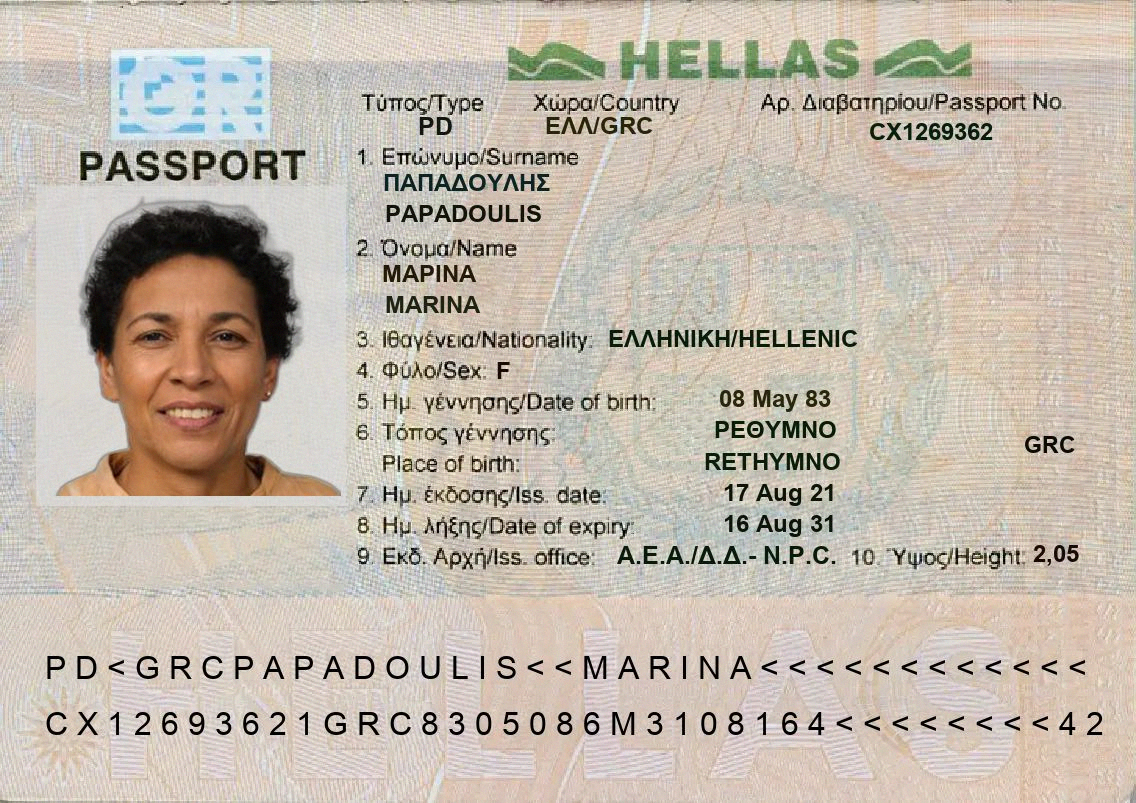 HELLAS
GR
PASSPORT
Τύπος/Type Χώρα/Country Αρ. Διαβατηρίου/Passport No.
PD ΕΛΛ/GRC CX1269362
1. Επώνυμο/Surname
ΠΑΠΑΔΟΥΛΗΣ
PAPADOULIS
2. Όνομα/Name
ΜΑΡΙΝΑ
MARINA
3. Ιθαγένεια/Nationality: ΕΛΛΗΝΙΚΗ/HELLENIC
4. Φύλο/Sex: F
5. Ημ. γέννησης/Date of birth: 08 May 83
6. Τόπος γέννησης: ΡΕΘΥΜΝΟ
Place of birth: RETHYMNO GRC
7. Ημ. έκδοσης/Iss. date: 17 Aug 21
8. Ημ. λήξης/Date of expiry: 16 Aug 31
9 Εκδ. Αρχή/Iss. office: Α.Ε.Α./Δ.Δ.- N.P.C. 10. Ύψος/Height: 2,05
HELLAS
PD<GRCPAPADOULIS<<MARINA<<<<<<<<<<<<
CX12693621GRC8305086M3108164<<<<<<<<42